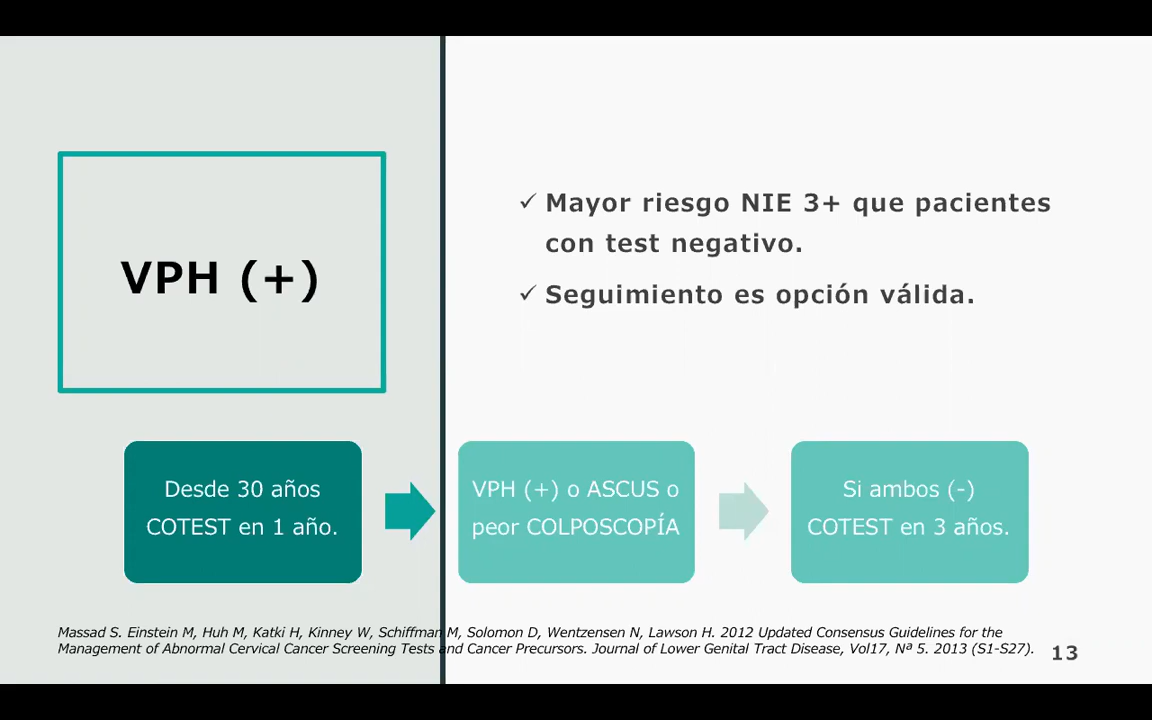 VPH (+)
✓ Mayor riesgo NIE 3+ que pacientes
con test negativo.
✓ Seguimiento es opción válida.
Desde 30 años
COTEST en 1 año.
VPH (+) o ASCUS o
peor COLPOSCOPÍA
Si ambos (-)
COTEST en 3 años.
Massad S. Einstein M, Huh M, Katki H, Kinney W, Schiffman M, Solomon D, Wentzensen N, Lawson H. 2012 Updated Consensus Guidelines for the
Management of Abnormal Cervical Cancer Screening Tests and Cancer Precursors. Journal of Lower Genital Tract Disease, Vol17, Nª 5. 2013 (S1-S27).
13